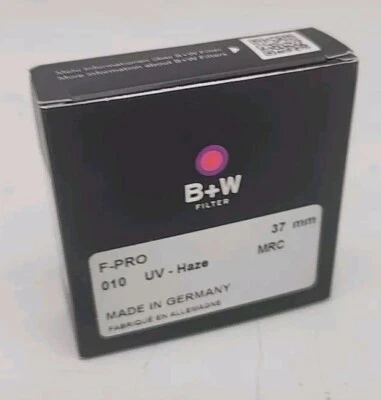 Mehr Informationen über B+W Filter
More information about B+W Filters
B+W
FILTER
F-PRO 37 mm
010 UV - Haze MRC
MADE IN GERMANY
FABRIQUÉ EN ALLEMAGNE